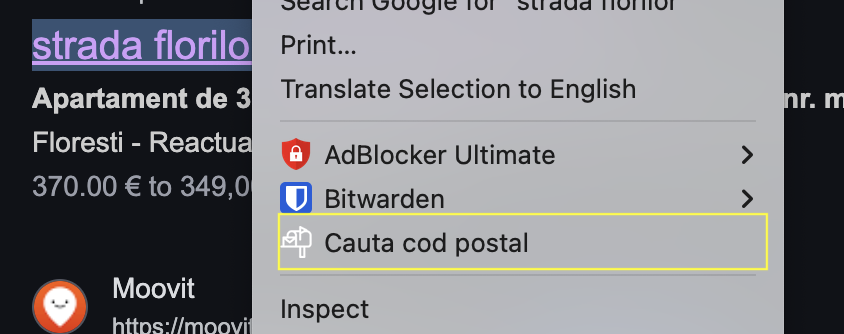 Search Google for "strada florilor"
strada florilo
Print...
Translate Selection to English
Apartament de 3
nr. m
Floresti - Reactua
AdBlocker Ultimate
370.00 € to 349,0
Bitwarden
Cauta cod postal
Moovit
https://moovit
Inspect